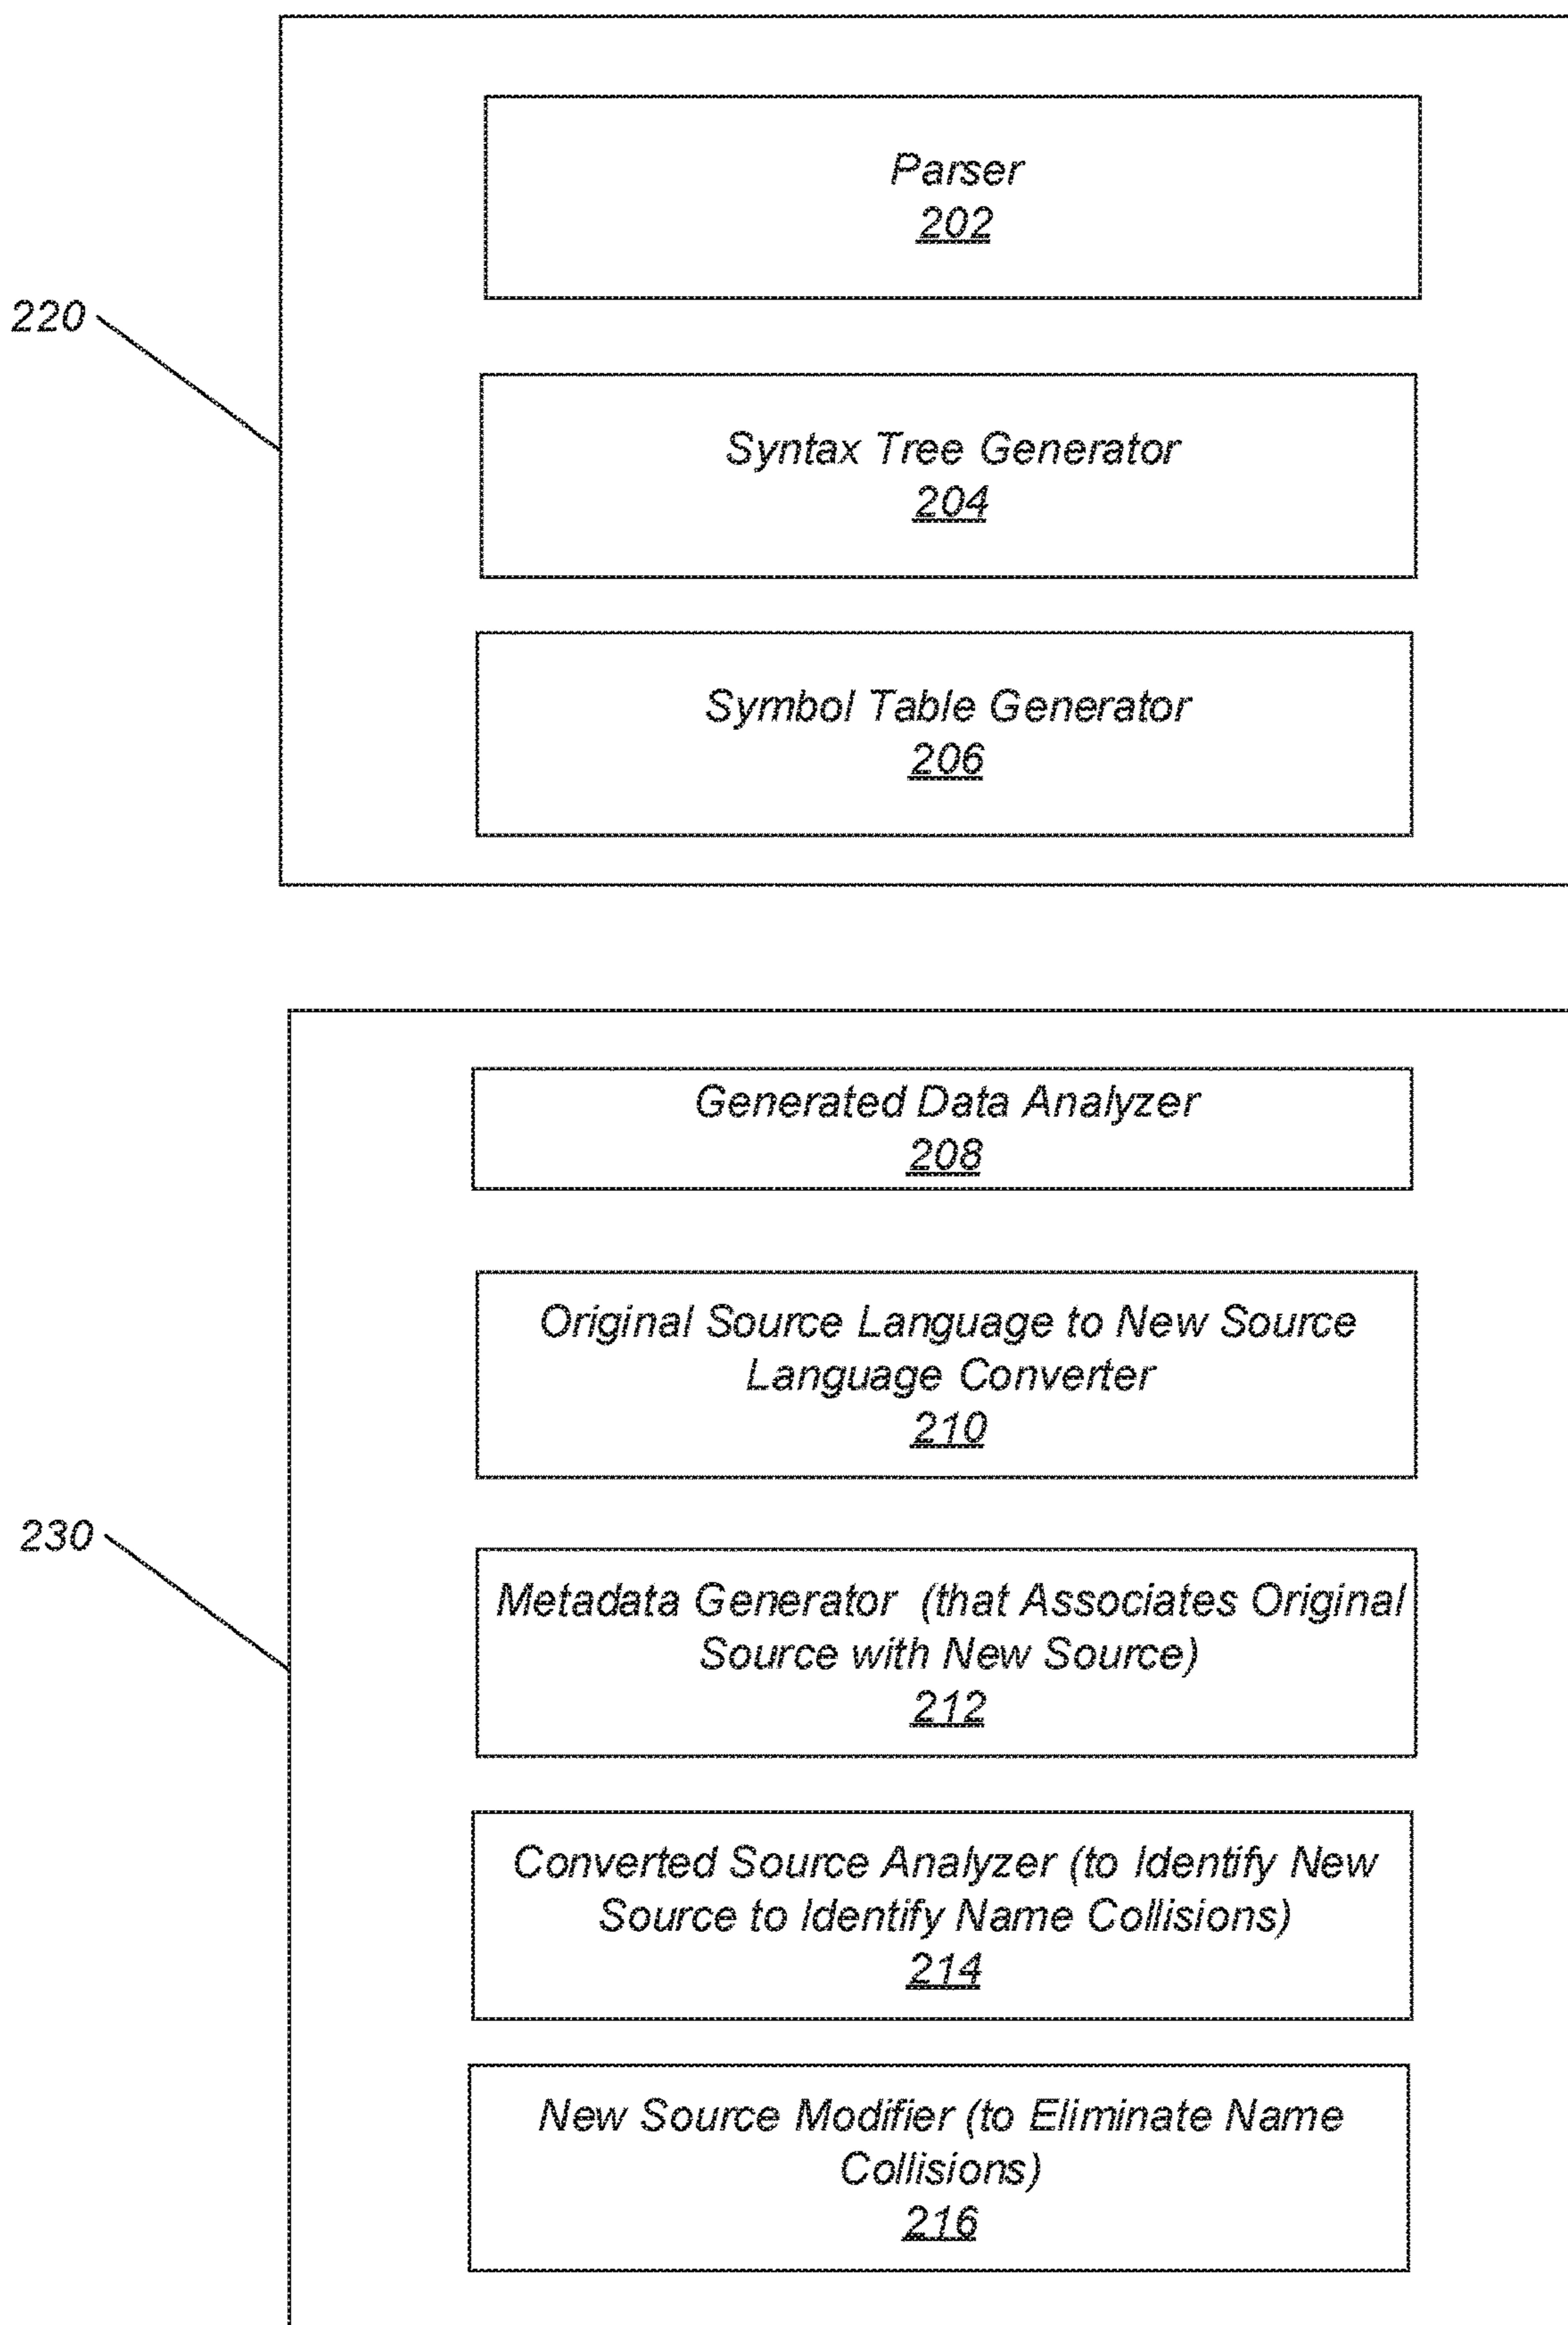 Parser
202
220
Syntax Tree Generator
204
Symbol Table Generator
206
Generated Data Analyzer
208
Original Source Language to New Source
Language Converter
210
230
Metadata Generator (that Associates Original
Source with New Source)
212
Converted Source Analyzer (to Identify New
Source to Identify Name Collisions)
214
New Source Modifier (to Eliminate Name
Collisions)
216